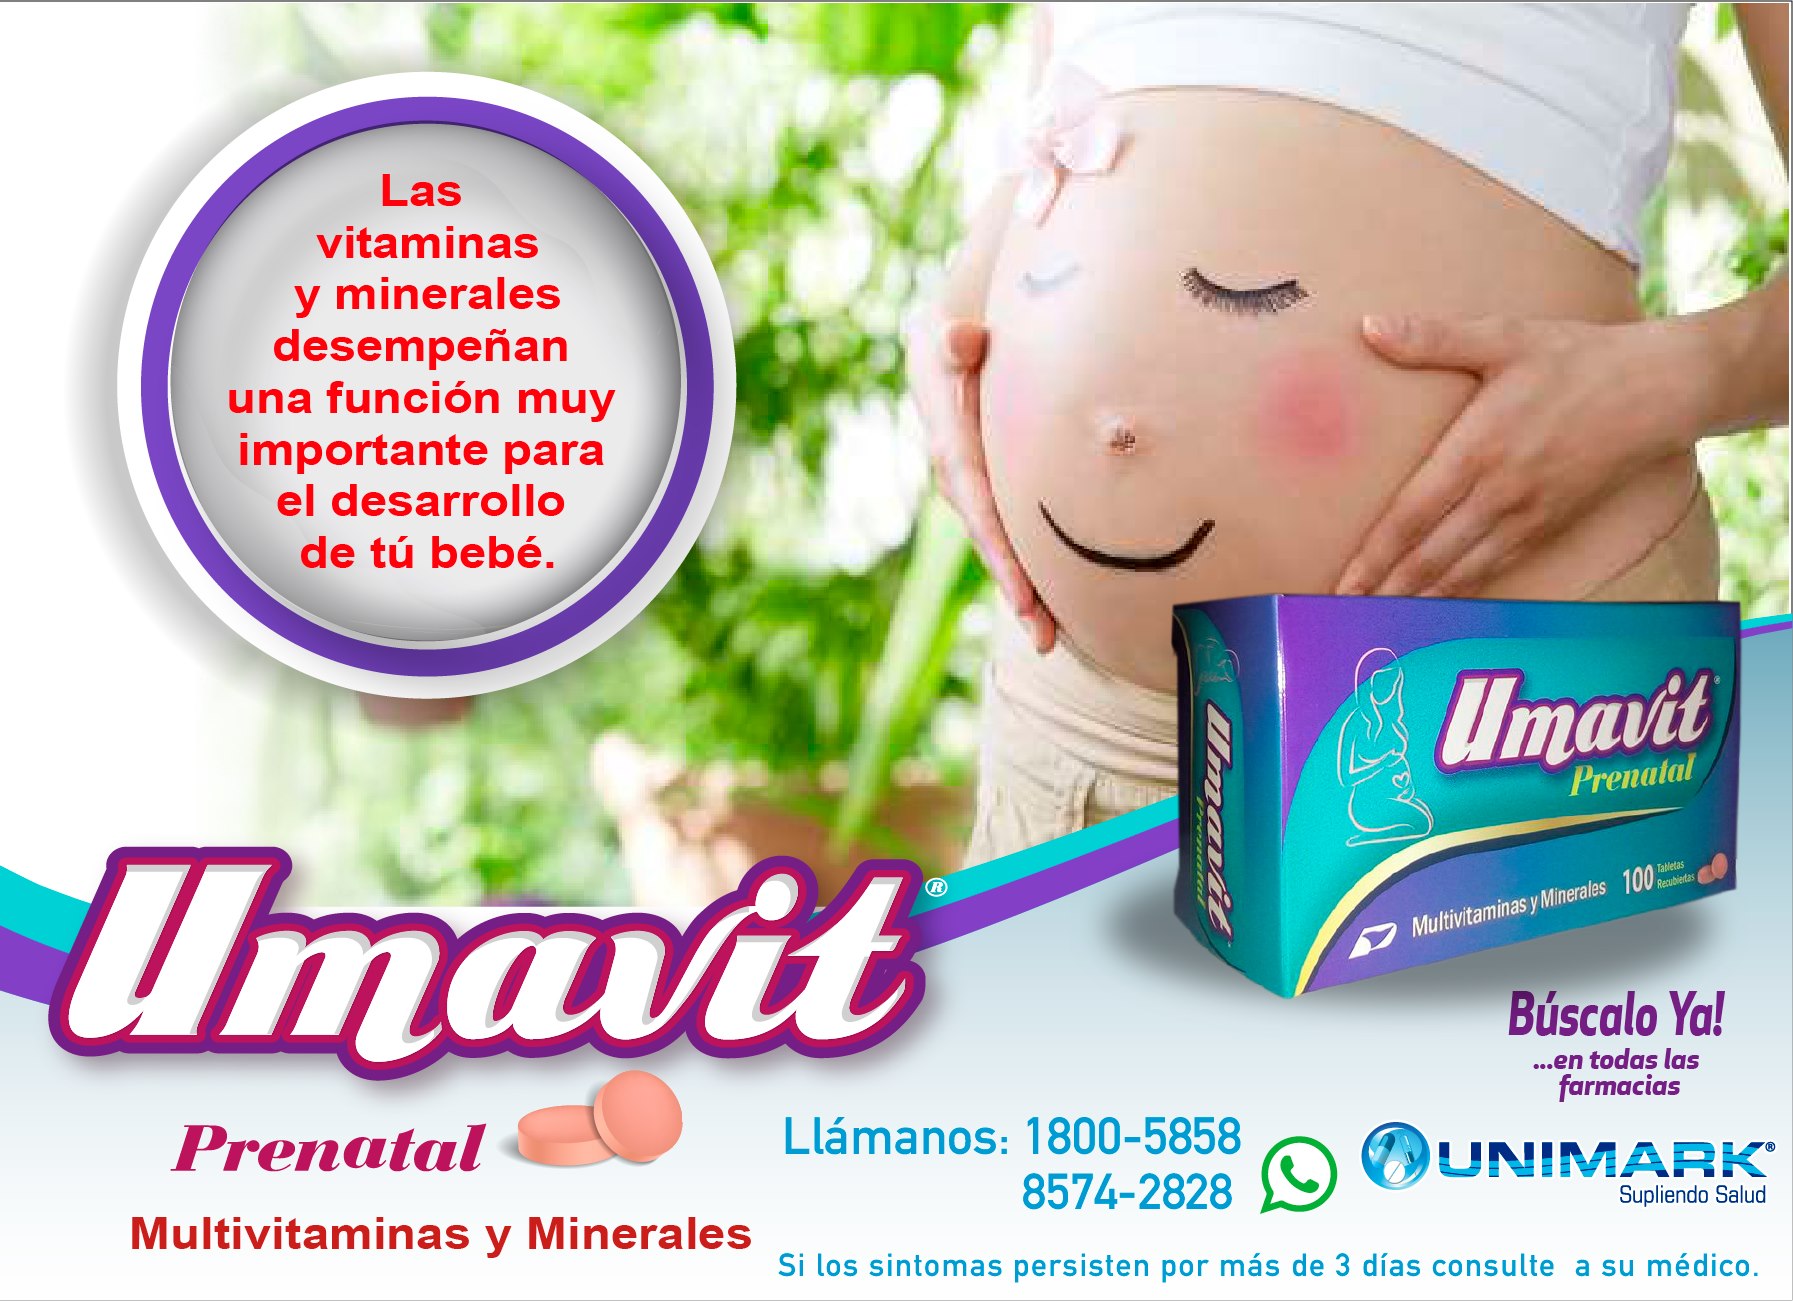 Las
vitaminas
y minerales
desempeñan
una función muy
importante para
el desarrollo
de tú bebé.
Umavit®
Prenatal
Multivitaminas y Minerales
Umavit®
Prenatal
Multivitaminas y Minerales 100 Tabletas
Recubiertas
Umavit
Prenatal
Búscalo Ya!
...en todas las
farmacias
Llámanos: 1800-5858
8574-2828
UNIMARK®
Supliendo Salud
Si los sintomas persisten por más de 3 días consulte a su médico.